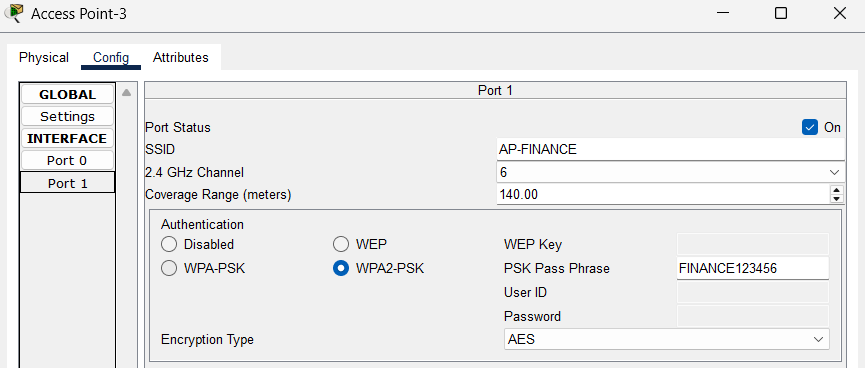 Access Point-3
Physical Config Attributes
GLOBAL
Settings
INTERFACE
Port 0
Port 1
Port 1
Port Status On
SSID AP-FINANCE
2.4 GHz Channel 6
Coverage Range (meters) 140.00
Authentication
Disabled WEP WEP Key
WPA-PSK WPA2-PSK PSK Pass Phrase FINANCE123456
User ID
Password
Encryption Type AES